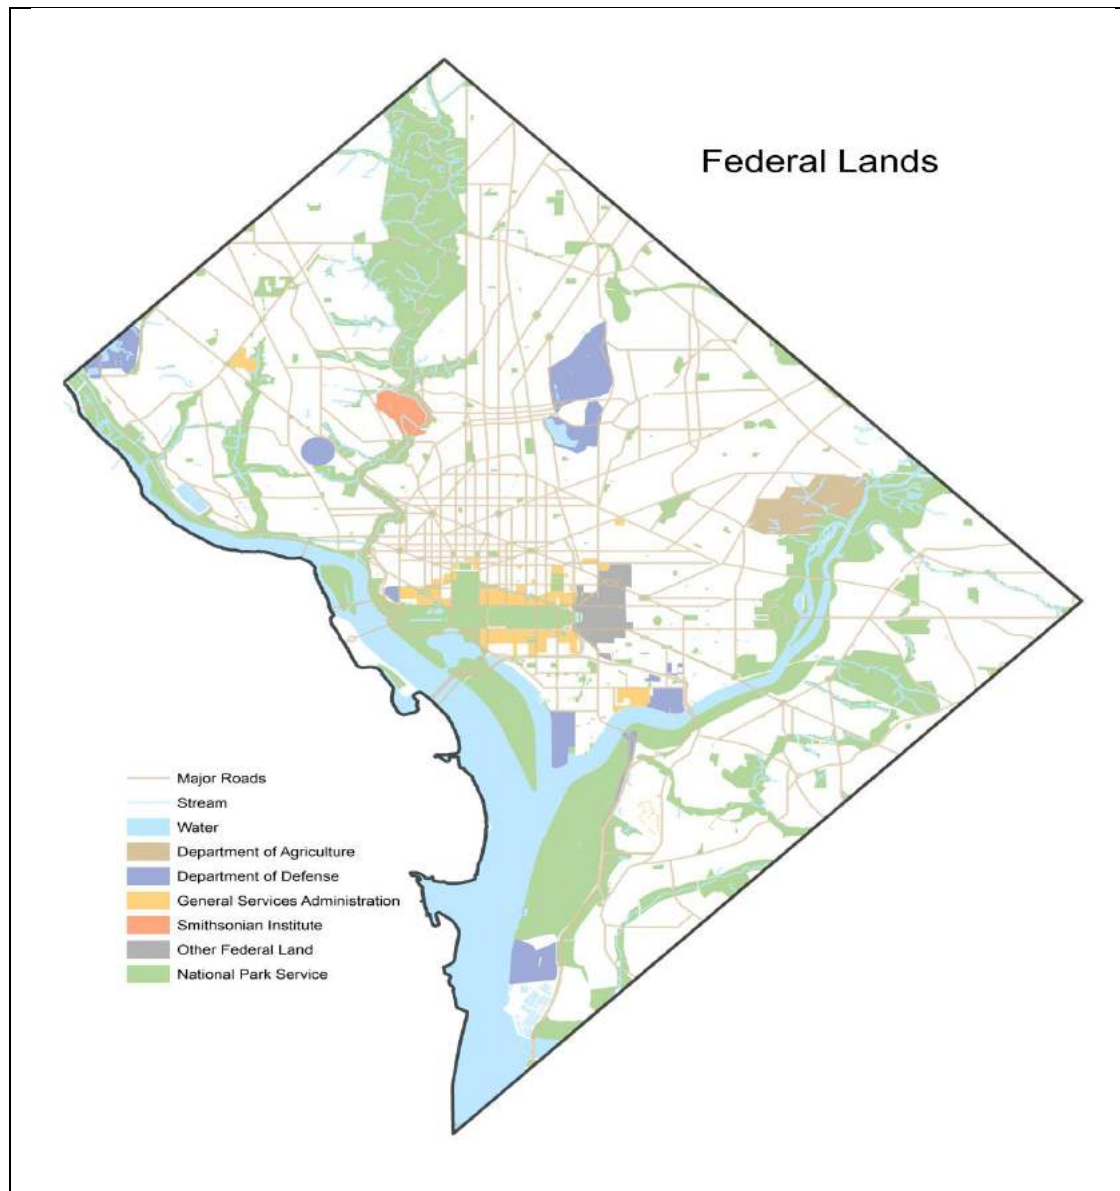 Federal Lands
Major Roads
Stream
Water
Department of Agriculture
Department of Defense
General Services Administration
Smithsonian Institute
Other Federal Land
National Park Service